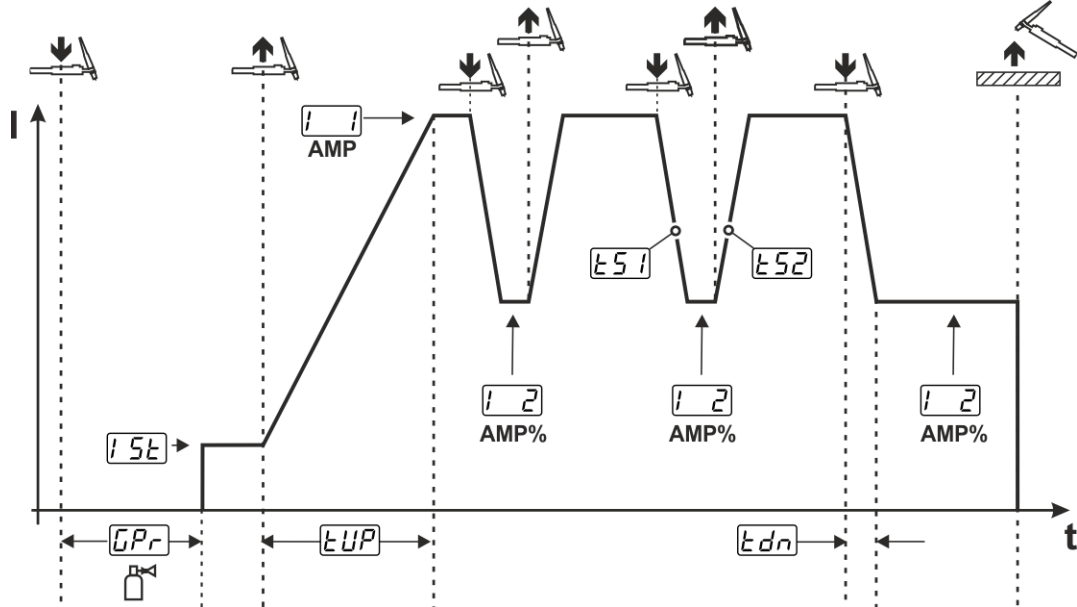 I
I 1
AMP
tS1
tS2
I 2
AMP%
I 2
AMP%
I 2
AMP%
I St
GPr
tUP
tdn
t